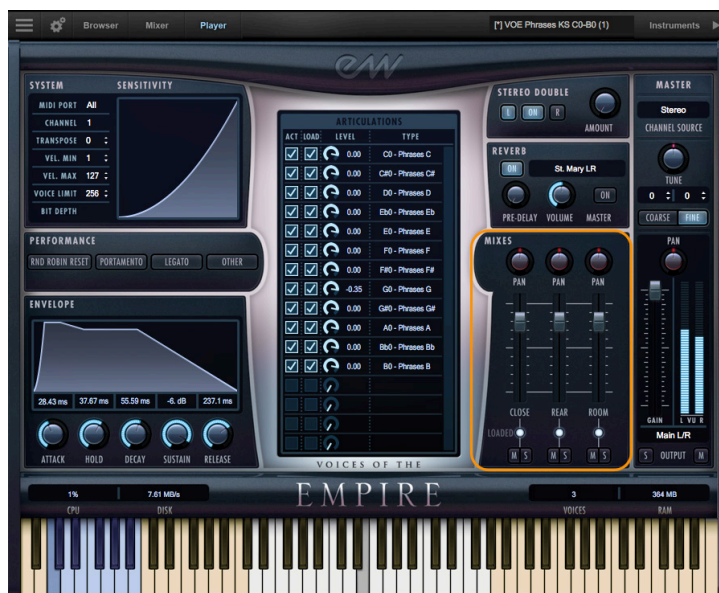 Browser Mixer Player [*] VOE Phrases KS C0-B0 (1) Instruments
EW
SYSTEM SENSITIVITY
MIDI PORT All
CHANNEL 1
TRANSPOSE 0
VEL. MIN 1
VEL. MAX 127
VOICE LIMIT 256
BIT DEPTH
PERFORMANCE
RND ROBIN RESET PORTAMENTO LEGATO OTHER
ENVELOPE
28.43 ms 37.67 ms 55.59 ms -6. dB 237.1 ms
ATTACK HOLD DECAY SUSTAIN RELEASE
ARTICULATIONS
ACT LOAD LEVEL TYPE
0.00 C0 - Phrases C
0.00 C#0 - Phrases C#
0.00 D0 - Phrases D
0.00 Eb0 - Phrases Eb
0.00 E0 - Phrases E
0.00 F0 - Phrases F
0.00 F#0 - Phrases F#
-0.35 G0 - Phrases G
0.00 G#0 - Phrases G#
0.00 A0 - Phrases A
0.00 Bb0 - Phrases Bb
0.00 B0 - Phrases B
STEREO DOUBLE
L ON R
AMOUNT
REVERB
ON St. Mary LR
ON
PRE-DELAY VOLUME MASTER
MIXES
PAN PAN PAN
CLOSE REAR ROOM
LOADED
M S M S M S
MASTER
Stereo
CHANNEL SOURCE
TUNE
0 0
COARSE FINE
PAN
GAIN L VU R
Main L/R
S OUTPUT M
VOICES OF THE
EMPIRE
1% 7.61 MB/s
CPU DISK
3 364 MB
VOICES RAM